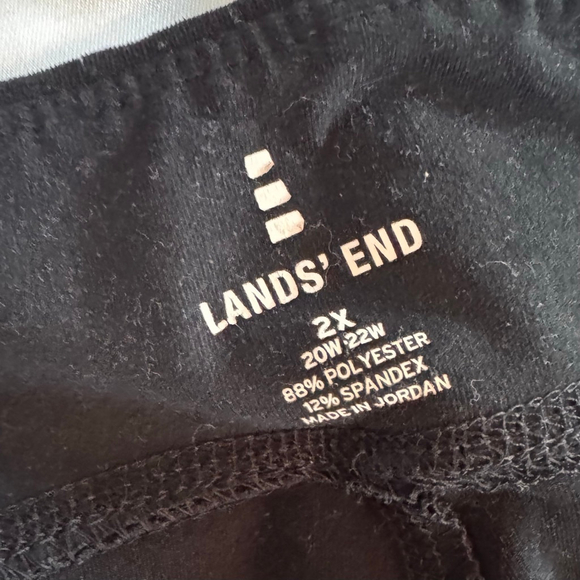 LANDS' END
2X
20W-22W
88% POLYESTER
12% SPANDEX
MADE IN JORDAN